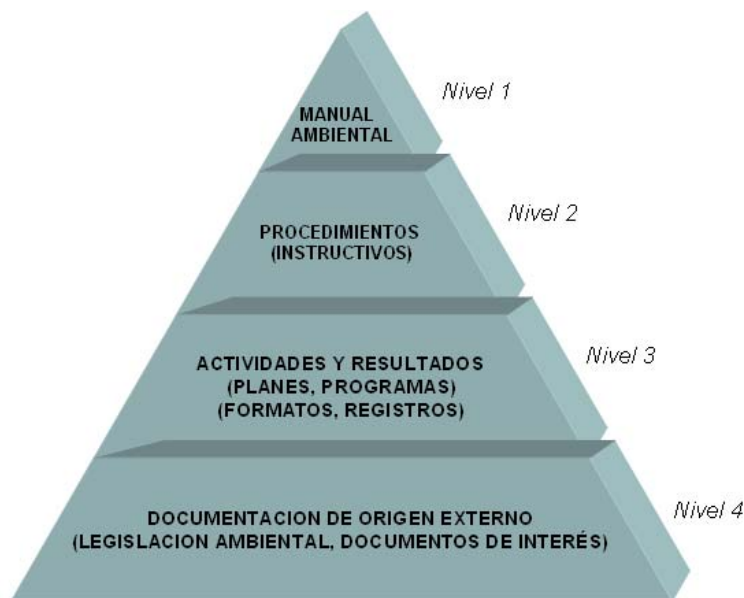 MANUAL
AMBIENTAL
Nivel 1
PROCEDIMIENTOS
(INSTRUCTIVOS)
Nivel 2
ACTIVIDADES Y RESULTADOS
(PLANES, PROGRAMAS)
(FORMATOS, REGISTROS)
Nivel 3
DOCUMENTACION DE ORIGEN EXTERNO
(LEGISLACION AMBIENTAL, DOCUMENTOS DE INTERÉS)
Nivel 4